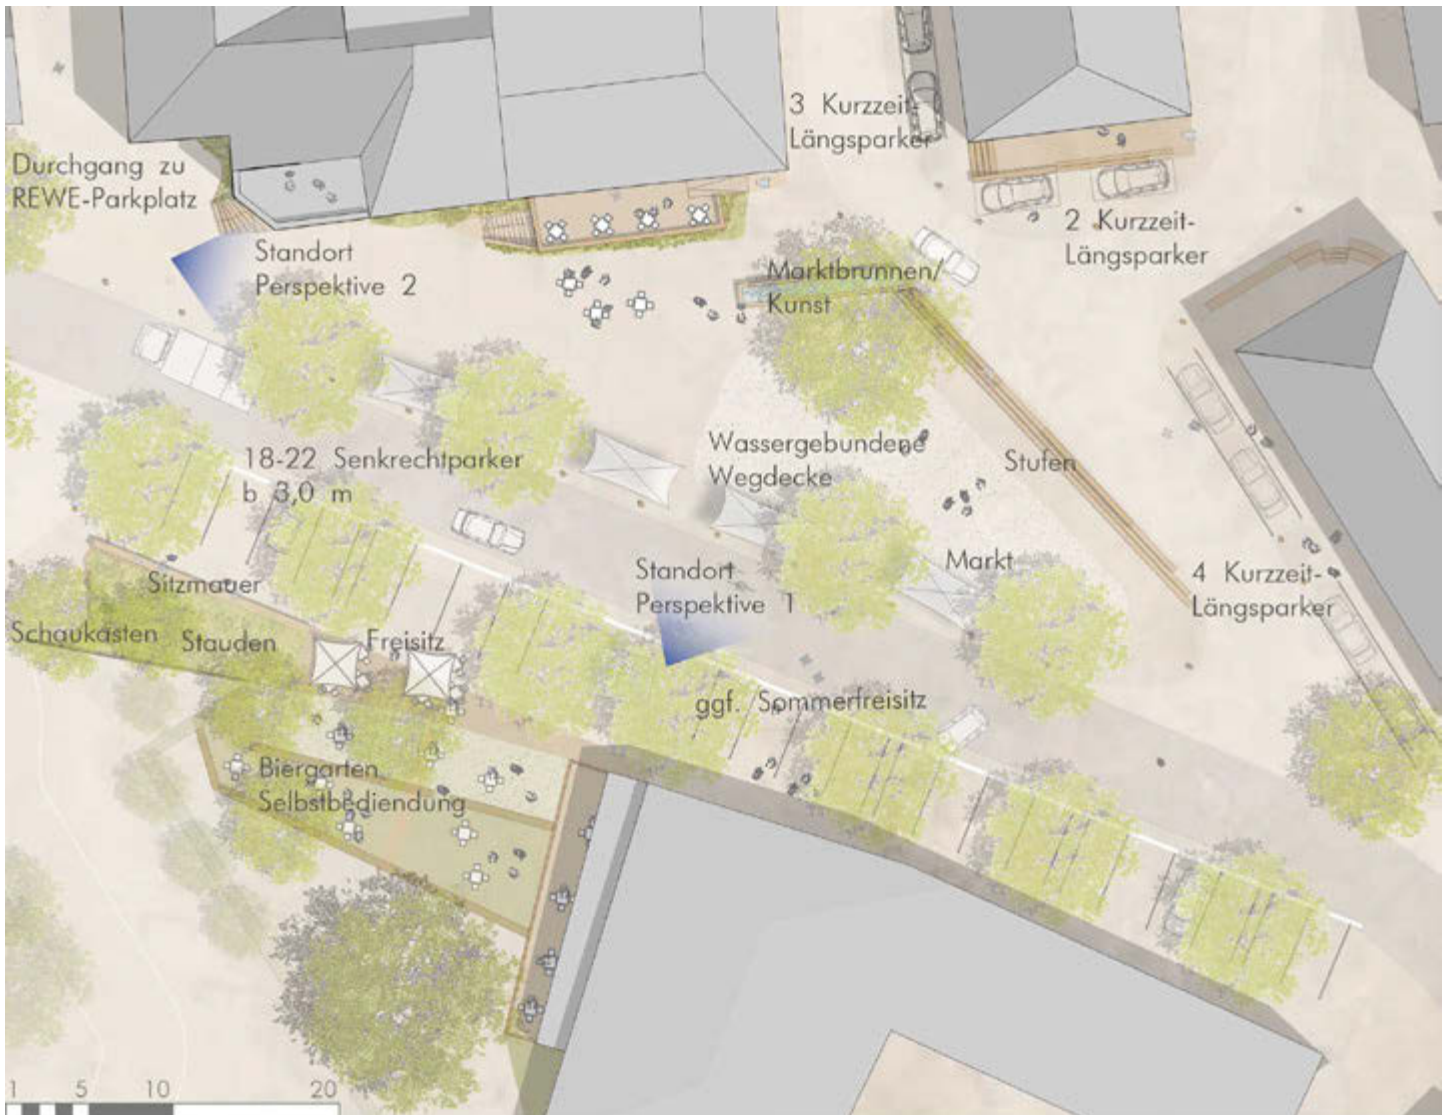 3 Kurzzeit-
Längsparker
Durchgang zu
REWE-Parkplatz
2 Kurzzeit-
Längsparker
Standort
Perspektive 2
Marktbrunnen/
Kunst
Wassergebundene
Wegdecke
Stufen
18-22 Senkrechtparker
b 3,0 m
Markt
Standort
Perspektive 1
4 Kurzzeit-
Längsparker
Sitzmauer
Schaukästen
Stauden
Freisitz
ggf. Sommerfreisitz
Biergarten
Selbstbediendung
1 5 10 20